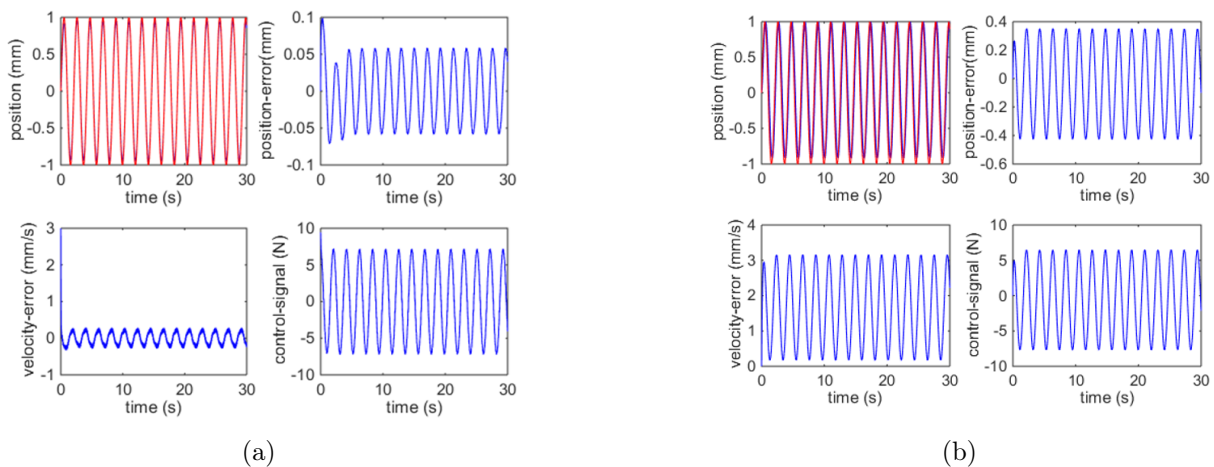 1
0.5
0
-0.5
-1
position (mm)
0 10 20 30
time (s)
0.1
0.05
0
-0.05
0.1
position-error(mm)
0 10 20 30
time (s)
3
2
1
0
-1
velocity-error (mm/s)
0 10 20 30
time (s)
10
5
0
-5
-10
control-signal (N)
0 10 20 30
time (s)
(a)
1
0.5
0
-0.5
-1
position (mm)
0 10 20 30
time (s)
0.4
0.2
0
-0.2
-0.4
-0.6
position-error(mm)
0 10 20 30
time (s)
4
3
2
1
0
velocity-error (mm/s)
0 10 20 30
time (s)
10
5
0
-5
-10
control-signal (N)
0 10 20 30
time (s)
(b)